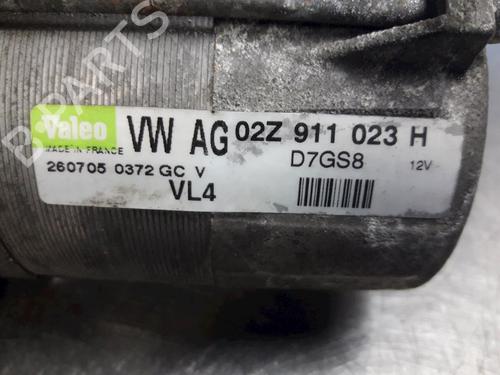 Valeo
MADE IN FRANCE
VW AG 02Z 911 023 H
D7GS8 12V
260705 0372 GC V
VL4
B-PARTS